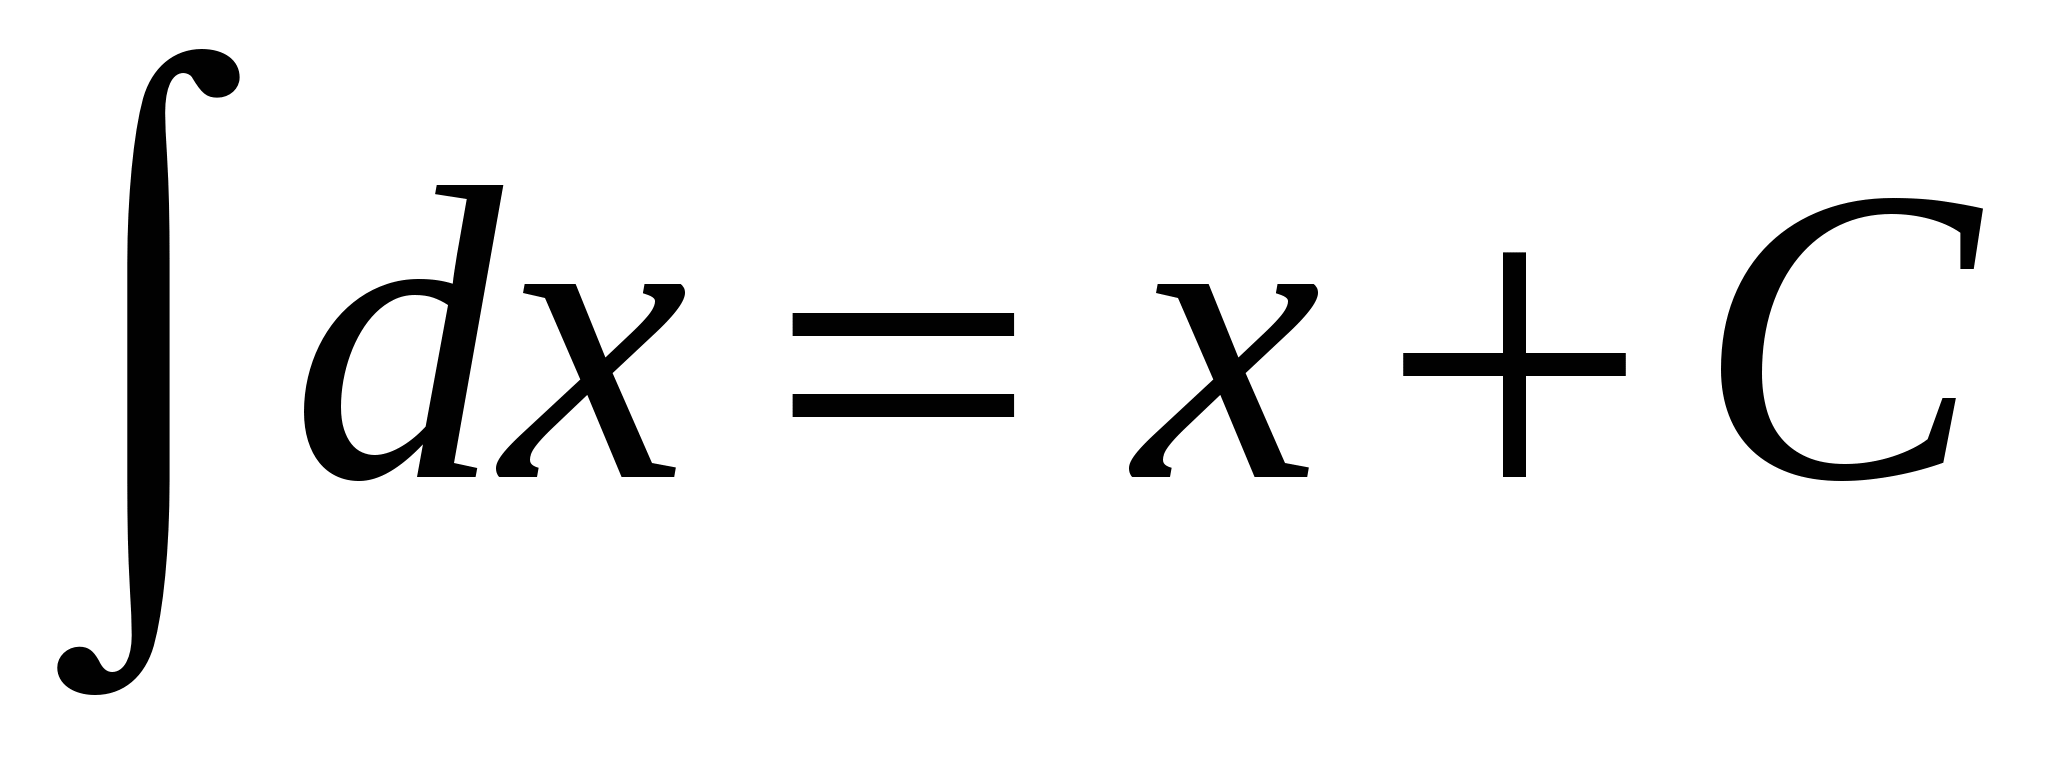 ∫ dx = x + C